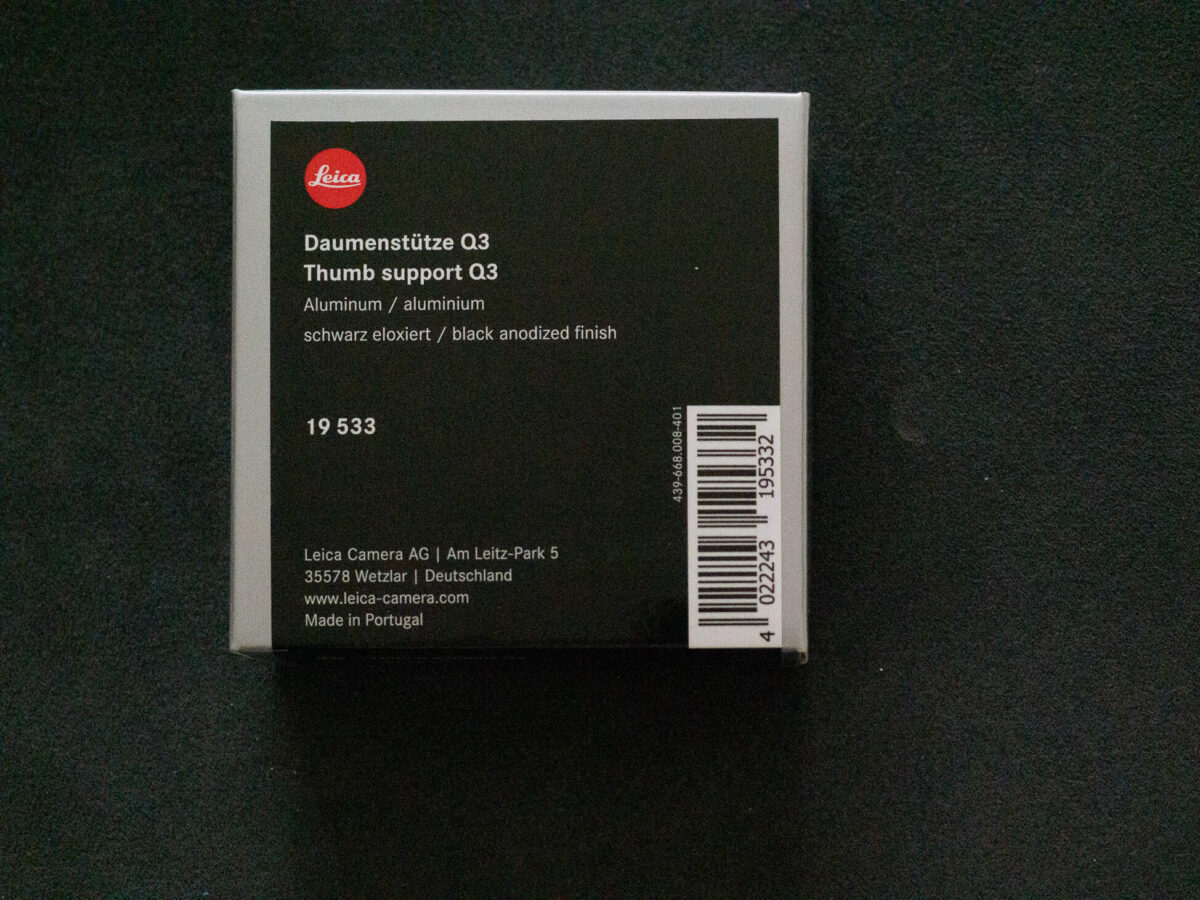 Leica
Daumenstütze Q3
Thumb support Q3
Aluminum / aluminium
schwarz eloxiert / black anodized finish
19 533
439-668.008-401
4 022243 195332
Leica Camera AG | Am Leitz-Park 5
35578 Wetzlar | Deutschland
www.leica-camera.com
Made in Portugal